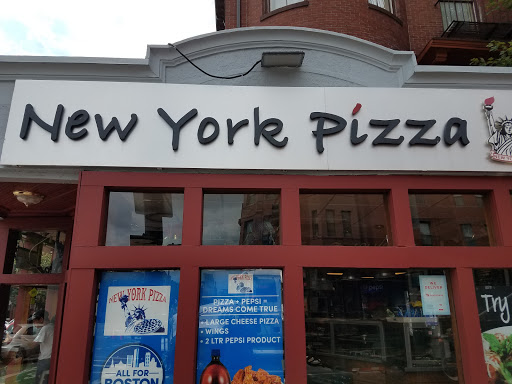 New York Pizza
NEW YORK PIZZA
ALL FOR
BOSTON
PIZZA + PEPSI =
DREAMS COME TRUE
• LARGE CHEESE PIZZA
• WINGS
• 2 LTR PEPSI PRODUCT
Try